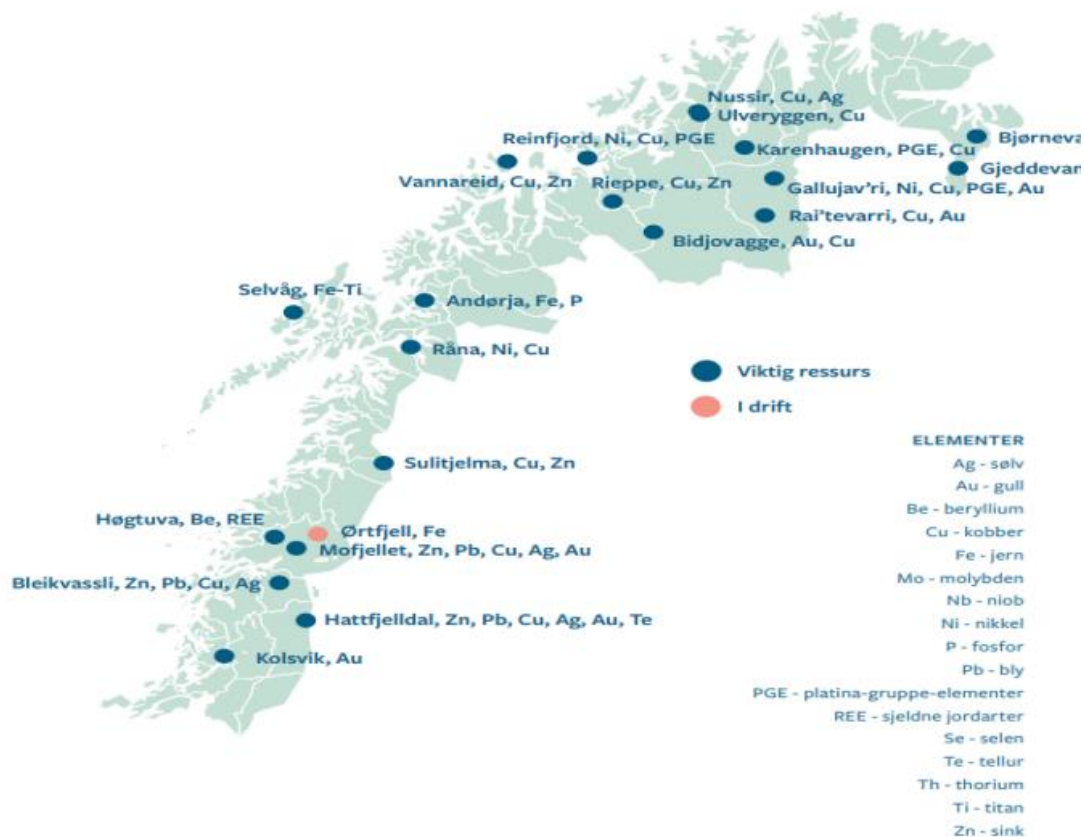 Nussir, Cu, Ag
Ulveryggen, Cu
Reinfjord, Ni, Cu, PGE
Karenhaugen, PGE, Cu
Bjørneva
Gjeddevan
Vannareid, Cu, Zn
Rieppe, Cu, Zn
Gallujav'ri, Ni, Cu, PGE, Au
Rai'tevarri, Cu, Au
Bidjovagge, Au, Cu
Selvåg, Fe-Ti
Andørja, Fe, P
Råna, Ni, Cu
Viktig ressurs
I drift
Sulitjelma, Cu, Zn
Høgtuva, Be, REE
Ørtfjell, Fe
Mofjellet, Zn, Pb, Cu, Ag, Au
Bleikvassli, Zn, Pb, Cu, Ag
Hattfjelldal, Zn, Pb, Cu, Ag, Au, Te
Kolsvik, Au
ELEMENTER
Ag - sølv
Au - gull
Be - beryllium
Cu - kobber
Fe - jern
Mo - molybden
Nb - niob
Ni - nikkel
P - fosfor
Pb - bly
PGE - platina-gruppe-elementer
REE - sjeldne jordarter
Se - selen
Te - tellur
Th - thorium
Ti - titan
Zn - sink